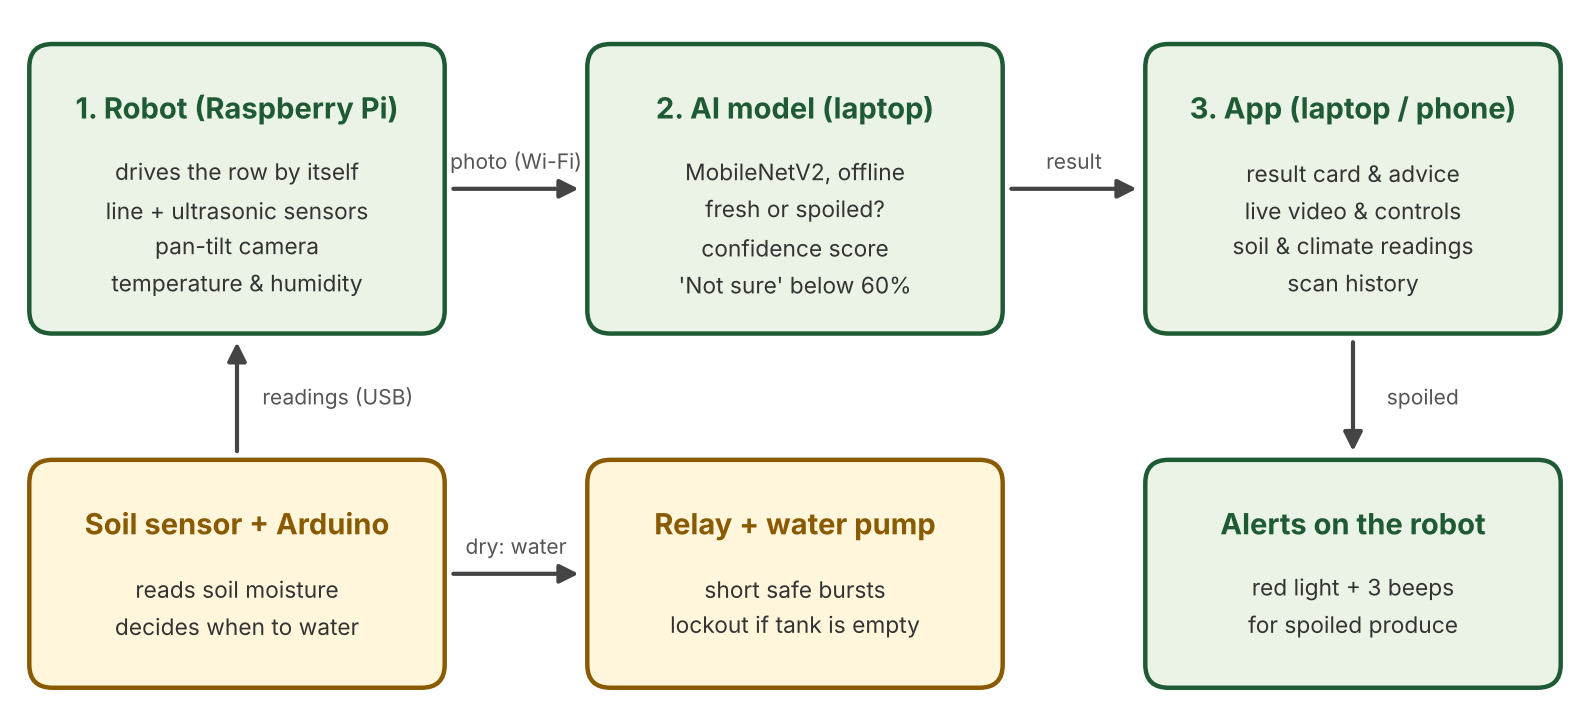 1. Robot (Raspberry Pi)
drives the row by itself
line + ultrasonic sensors
pan-tilt camera
temperature & humidity
photo (Wi-Fi)
2. AI model (laptop)
MobileNetV2, offline
fresh or spoiled?
confidence score
'Not sure' below 60%
result
3. App (laptop / phone)
result card & advice
live video & controls
soil & climate readings
scan history
readings (USB)
spoiled
Soil sensor + Arduino
reads soil moisture
decides when to water
dry: water
Relay + water pump
short safe bursts
lockout if tank is empty
Alerts on the robot
red light + 3 beeps
for spoiled produce